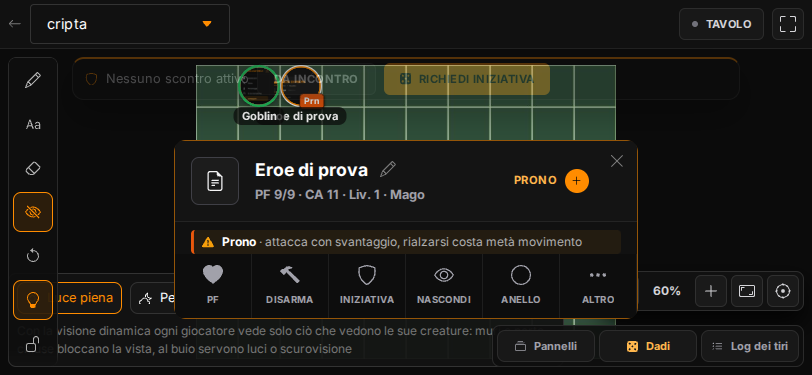 cripta
TAVOLO
Nessuno scontro attivo
DA INCONTRO
RICHIEDI INIZIATIVA
Aa
Prn
Goblin
e di prova
Eroe di prova
PF 9/9 · CA 11 · Liv. 1 · Mago
PRONO
Prono · attacca con svantaggio, rialzarsi costa metà movimento
PF
DISARMA
INIZIATIVA
NASCONDI
ANELLO
ALTRO
uce piena
Pe
60%
Con la visione dinamica ogni giocatore vede solo ciò che vedono le sue creature: mu
bloccano la vista, al buio servono luci o scurovisione
Pannelli
Dadi
Log dei tiri